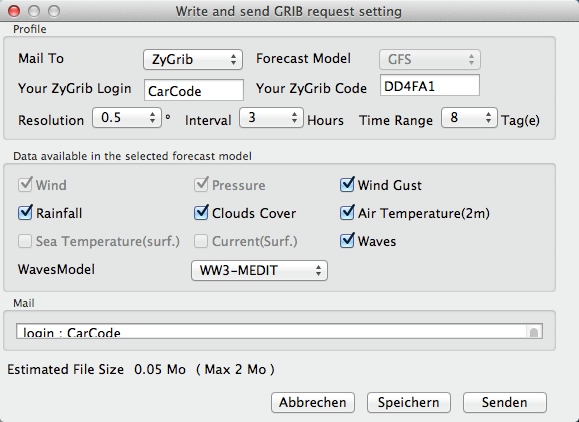 Write and send GRIB request setting
Profile
Mail To ZyGrib Forecast Model GFS
Your ZyGrib Login CarCode Your ZyGrib Code DD4FA1
Resolution 0.5 ° Interval 3 Hours Time Range 8 Tag(e)
Data available in the selected forecast model
Wind Pressure Wind Gust
Rainfall Clouds Cover Air Temperature(2m)
Sea Temperature(surf.) Current(Surf.) Waves
WavesModel WW3-MEDIT
Mail
login : CarCode
Estimated File Size 0.05 Mo ( Max 2 Mo )
Abbrechen Speichern Senden